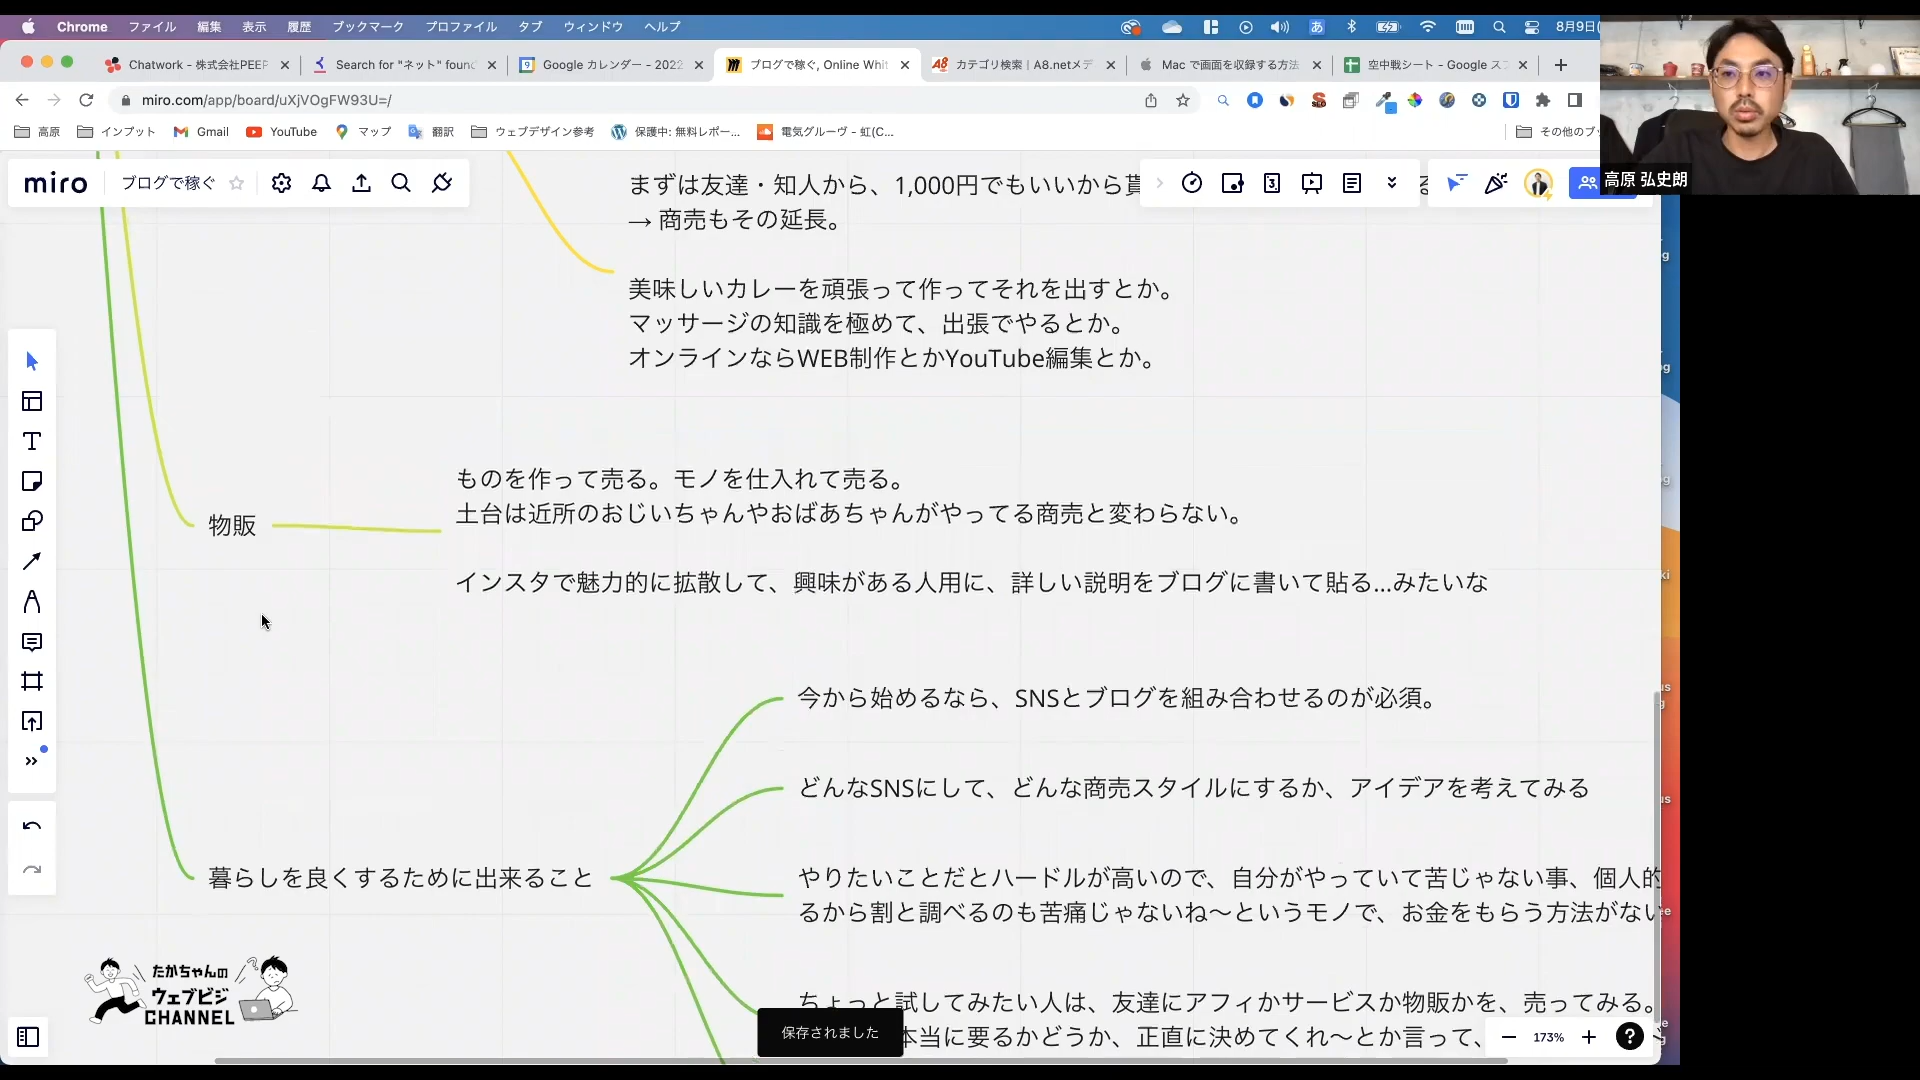 Chrome ファイル 編集 表示 履歴 ブックマーク プロファイル タブ ウィンドウ ヘルプ
あ 8月9日(
Chatwork - 株式会社PEEP
Search for "ネット" found
Google カレンダー - 2022
ブログで稼ぐ, Online Whit
カテゴリ検索｜A8.netメデ
Mac で画面を収録する方法
空中戦シート - Google ス
miro.com/app/board/uXjVOgFW93U=/
高原 インプット Gmail YouTube マップ 翻訳 ウェブデザイン参考 保護中: 無料レポー... 電気グルーヴ - 虹(C... その他のブッ
高原 弘史朗
miro ブログで稼ぐ
まずは友達・知人から、1,000円でもいいから貰
→ 商売もその延長。
美味しいカレーを頑張って作ってそれを出すとか。
マッサージの知識を極めて、出張でやるとか。
オンラインならWEB制作とかYouTube編集とか。
物販
ものを作って売る。モノを仕入れて売る。
土台は近所のおじいちゃんやおばあちゃんがやってる商売と変わらない。
インスタで魅力的に拡散して、興味がある人用に、詳しい説明をブログに書いて貼る...みたいな
今から始めるなら、SNSとブログを組み合わせるのが必須。
どんなSNSにして、どんな商売スタイルにするか、アイデアを考えてみる
暮らしを良くするために出来ること
やりたいことだとハードルが高いので、自分がやっていて苦じゃない事、個人的
るから割と調べるのも苦痛じゃないね〜というモノで、お金をもらう方法がない
ちょっと試してみたい人は、友達にアフィかサービスか物販かを、売ってみる。
本当に要るかどうか、正直に決めてくれ〜とか言って、
保存されました
たかちゃんの
ウェブビジ
CHANNEL
173%